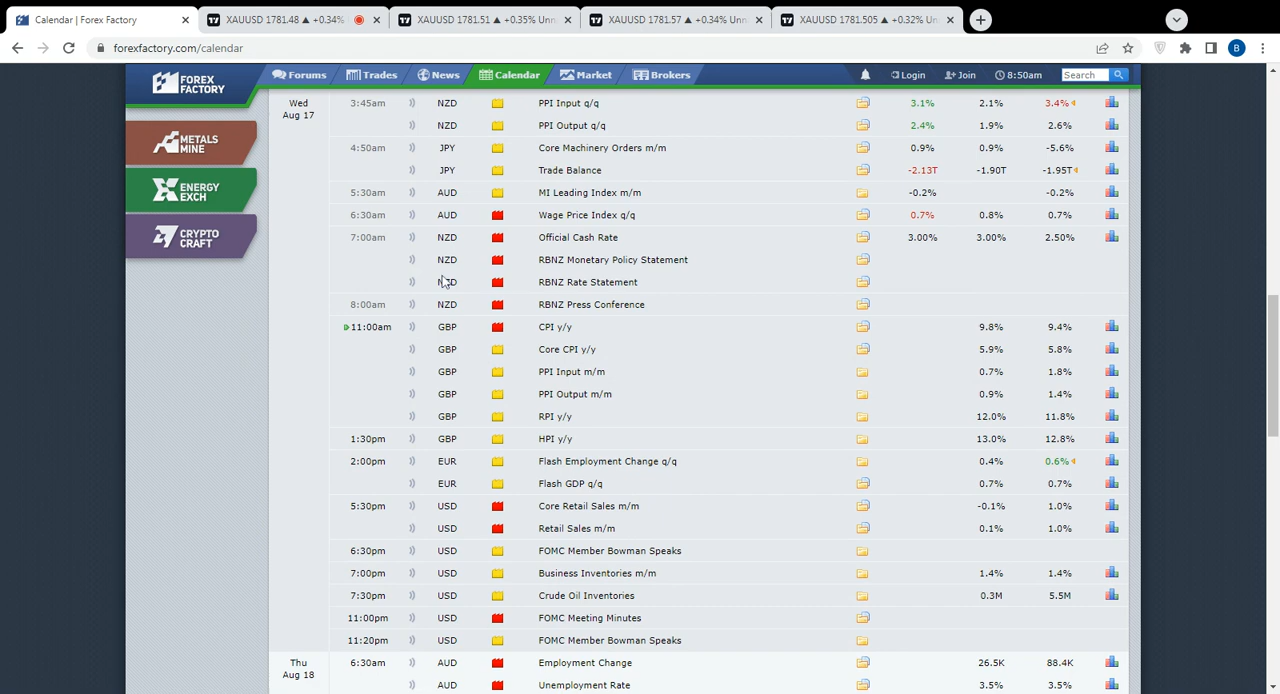 Calendar | Forex Factory
XAUUSD 1781.48 ▲ +0.34%
XAUUSD 1781.51 ▲ +0.35% Unn
XAUUSD 1781.57 ▲ +0.34% Unn
XAUUSD 1781.505 ▲ +0.32% Un
forexfactory.com/calendar
B
FOREX FACTORY
Forums
Trades
News
Calendar
Market
Brokers
Login
Join
8:50am
Search
METALS MINE
ENERGY EXCH
CRYPTO CRAFT
Wed Aug 17
3:45am NZD PPI Input q/q 3.1% 2.1% 3.4%
NZD PPI Output q/q 2.4% 1.9% 2.6%
4:50am JPY Core Machinery Orders m/m 0.9% 0.9% -5.6%
JPY Trade Balance -2.13T -1.90T -1.95T
5:30am AUD MI Leading Index m/m -0.2% -0.2%
6:30am AUD Wage Price Index q/q 0.7% 0.8% 0.7%
7:00am NZD Official Cash Rate 3.00% 3.00% 2.50%
NZD RBNZ Monetary Policy Statement
NZD RBNZ Rate Statement
8:00am NZD RBNZ Press Conference
11:00am GBP CPI y/y 9.8% 9.4%
GBP Core CPI y/y 5.9% 5.8%
GBP PPI Input m/m 0.7% 1.8%
GBP PPI Output m/m 0.9% 1.4%
GBP RPI y/y 12.0% 11.8%
1:30pm GBP HPI y/y 13.0% 12.8%
2:00pm EUR Flash Employment Change q/q 0.4% 0.6%
EUR Flash GDP q/q 0.7% 0.7%
5:30pm USD Core Retail Sales m/m -0.1% 1.0%
USD Retail Sales m/m 0.1% 1.0%
6:30pm USD FOMC Member Bowman Speaks
7:00pm USD Business Inventories m/m 1.4% 1.4%
7:30pm USD Crude Oil Inventories 0.3M 5.5M
11:00pm USD FOMC Meeting Minutes
11:20pm USD FOMC Member Bowman Speaks
Thu Aug 18
6:30am AUD Employment Change 26.5K 88.4K
AUD Unemployment Rate 3.5% 3.5%